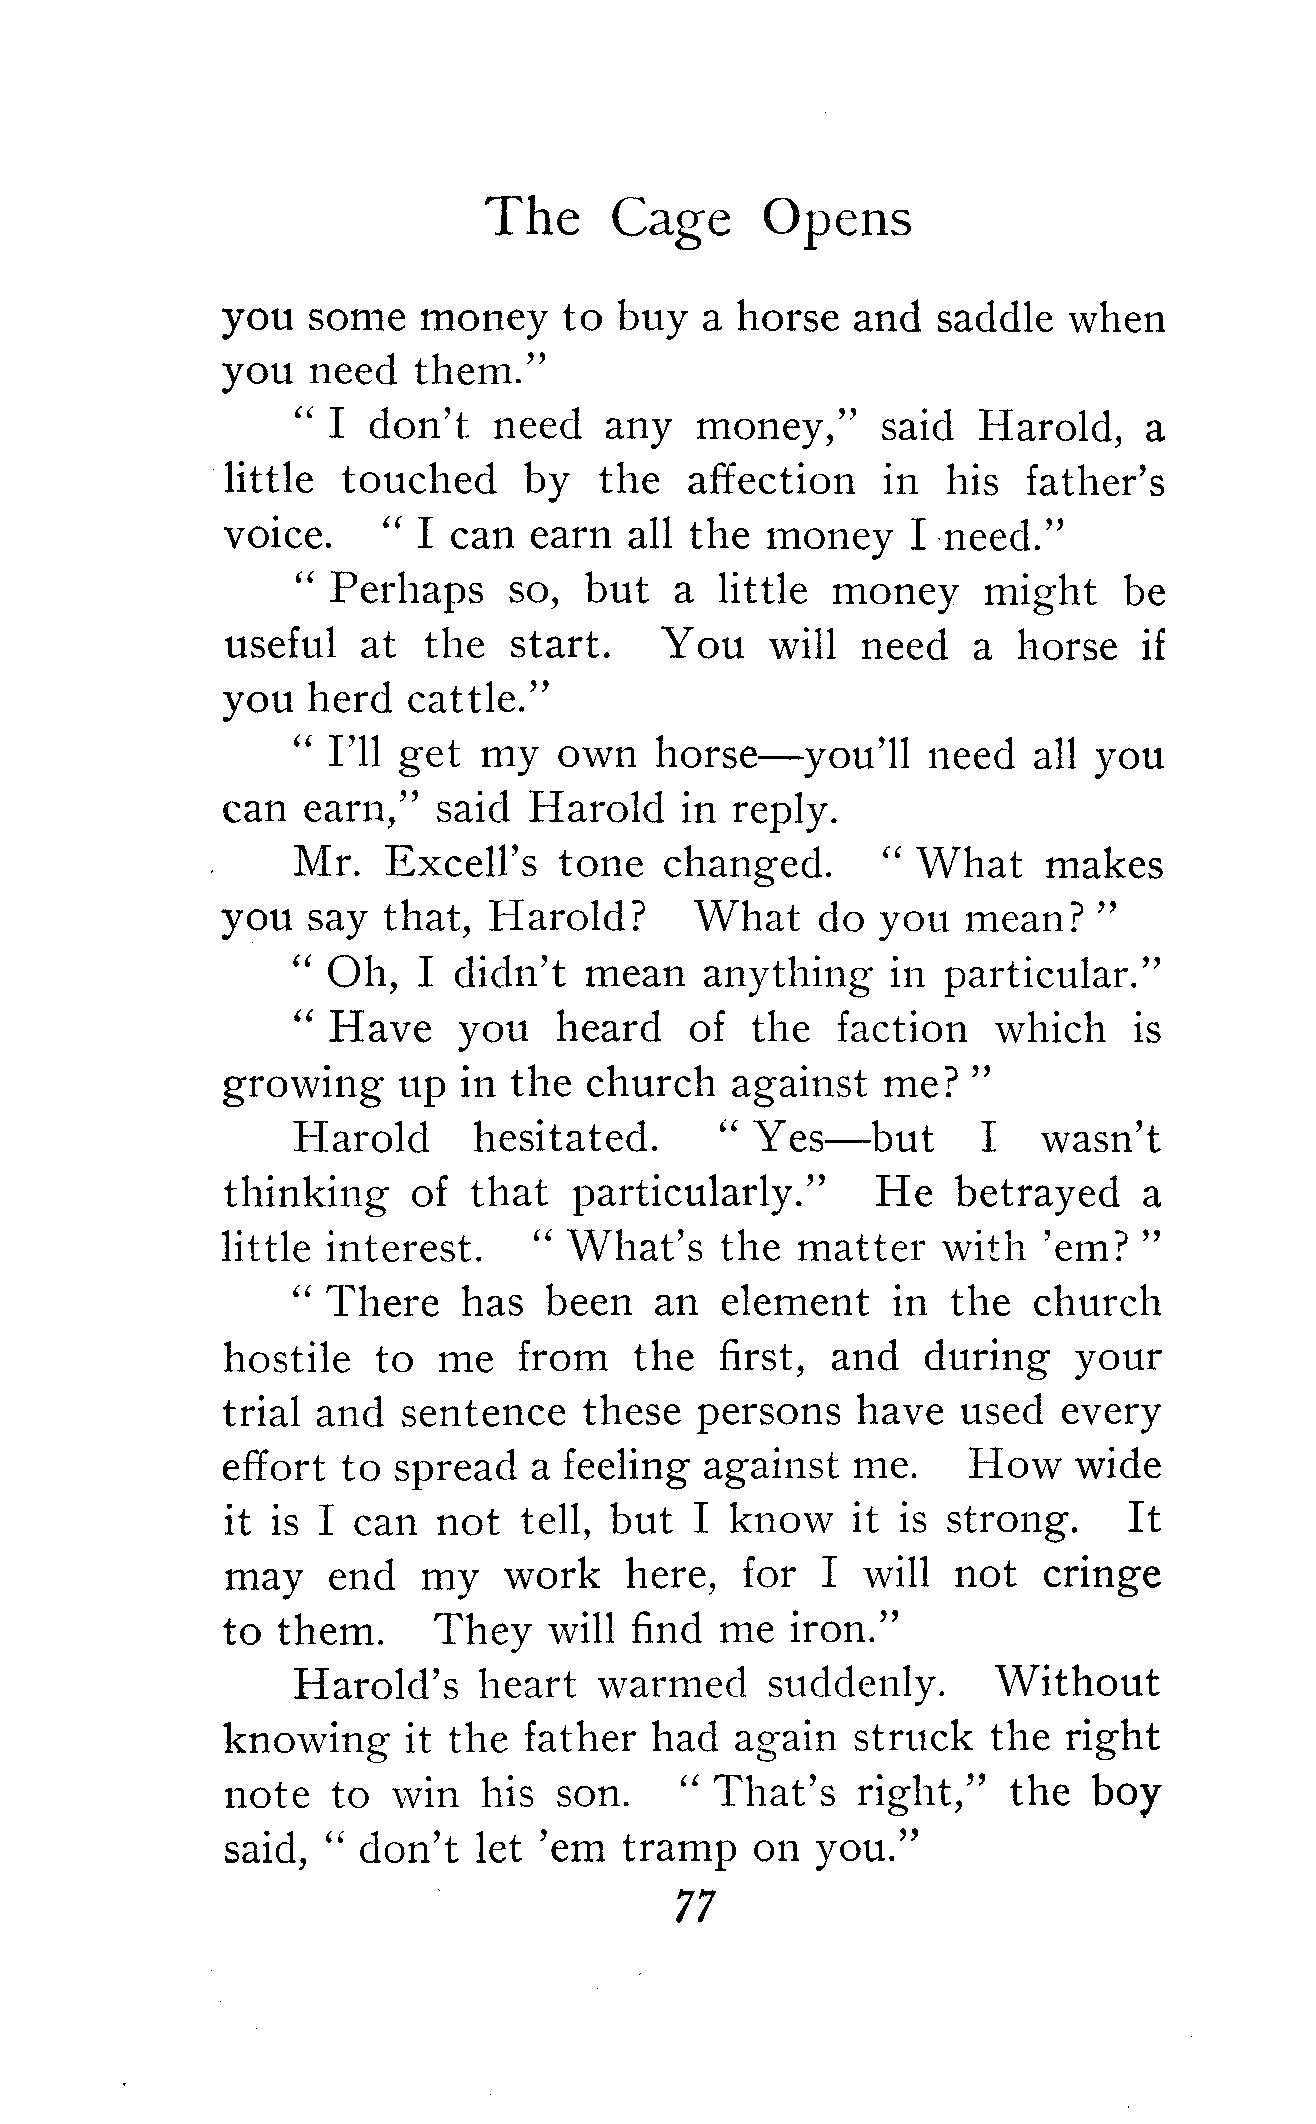 The Cage Opens
you some money to buy a horse and saddle when
you need them."
" I don't need any money," said Harold, a
little touched by the affection in his father's
voice. " I can earn all the money I need."
" Perhaps so, but a little money might be
useful at the start. You will need a horse if
you herd cattle."
" I'll get my own horse—you'll need all you
can earn," said Harold in reply.
Mr. Excell's tone changed. " What makes
you say that, Harold? What do you mean? "
" Oh, I didn't mean anything in particular."
" Have you heard of the faction which is
growing up in the church against me? "
Harold hesitated. " Yes—but I wasn't
thinking of that particularly." He betrayed a
little interest. " What's the matter with 'em? "
" There has been an element in the church
hostile to me from the first, and during your
trial and sentence these persons have used every
effort to spread a feeling against me. How wide
it is I can not tell, but I know it is strong. It
may end my work here, for I will not cringe
to them. They will find me iron."
Harold's heart warmed suddenly. Without
knowing it the father had again struck the right
note to win his son. " That's right," the boy
said, " don't let 'em tramp on you."
77